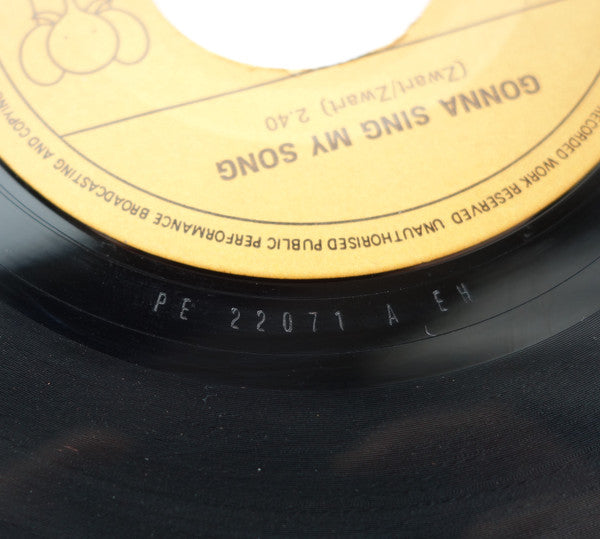 GONNA SING MY SONG
(Zwart/Zwart) 2.40
RECORDED WORK RESERVED UNAUTHORISED PUBLIC PERFORMANCE BROADCASTING AND COPYING
PE 22071 A EH